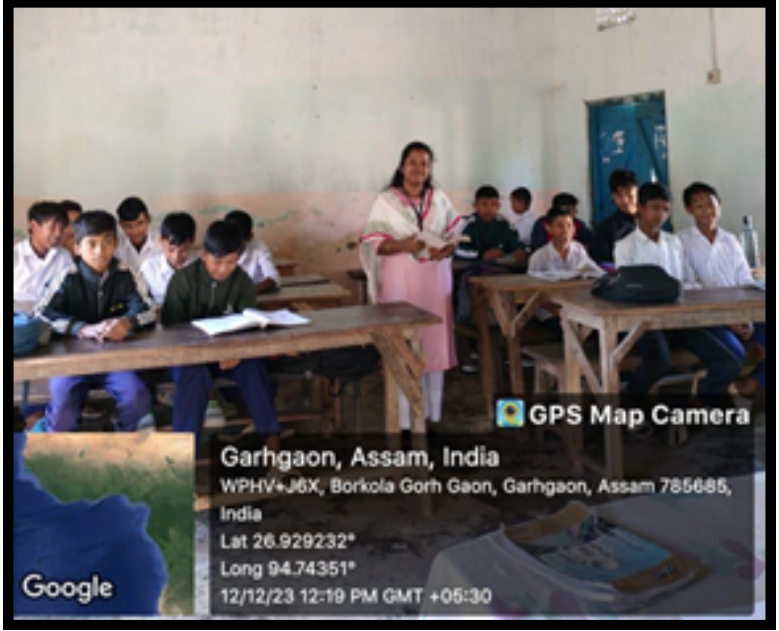 GPS Map Camera
Garhgaon, Assam, India
WPHV+J6X, Borkola Gorh Gaon, Garhgaon, Assam 785685,
India
Lat 26.929232°
Long 94.74351°
12/12/23 12:19 PM GMT +05:30
Google